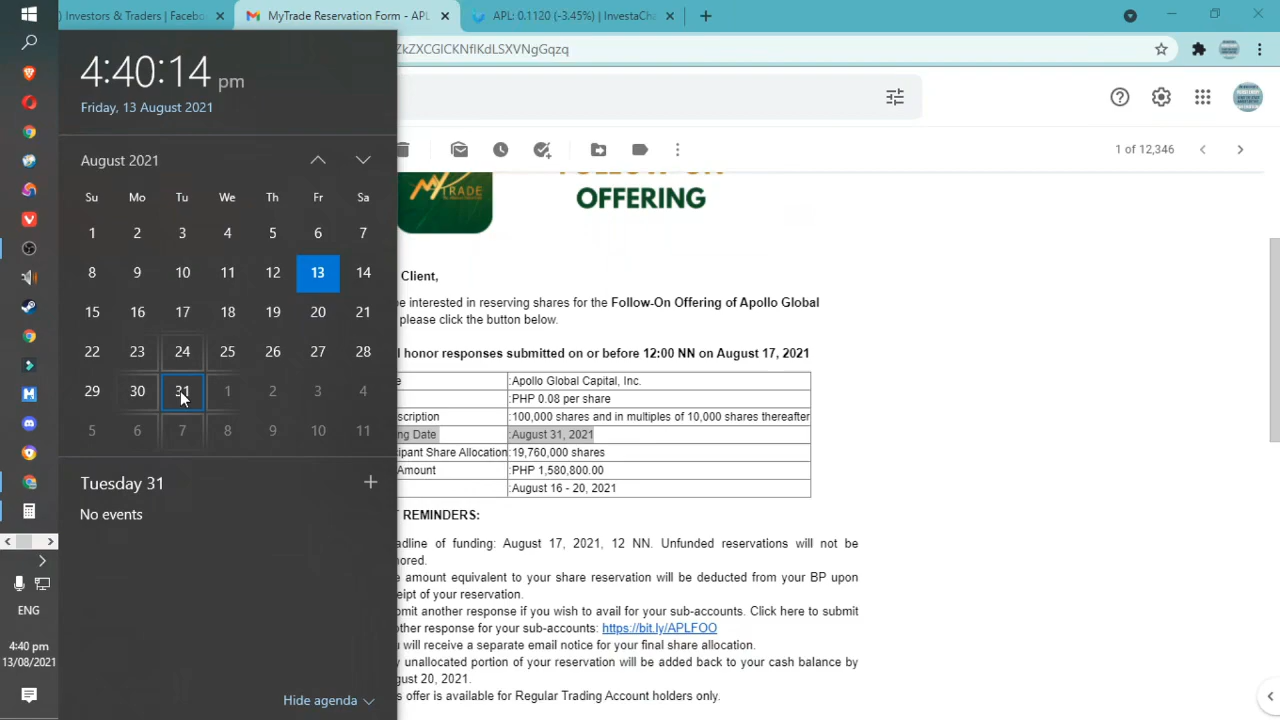 ) Investors & Traders | Faceboo
MyTrade Reservation Form - APL
APL: 0.1120 (-3.45%) | InvestaCha
ZkZXCGlCKNflKdLSXVNgGqzq
4:40:14 pm
Friday, 13 August 2021
August 2021
Su Mo Tu We Th Fr Sa
1 2 3 4 5 6 7
8 9 10 11 12 13 14
15 16 17 18 19 20 21
22 23 24 25 26 27 28
29 30 31 1 2 3 4
5 6 7 8 9 10 11
Tuesday 31
No events
Hide agenda
ENG
4:40 pm
13/08/2021
1 of 12,346
MYTRADE
OFFERING
Client,
e interested in reserving shares for the Follow-On Offering of Apollo Global
please click the button below.
l honor responses submitted on or before 12:00 NN on August 17, 2021
e :Apollo Global Capital, Inc.
:PHP 0.08 per share
scription :100,000 shares and in multiples of 10,000 shares thereafter
ng Date :August 31, 2021
cipant Share Allocation :19,760,000 shares
Amount :PHP 1,580,800.00
:August 16 - 20, 2021
T REMINDERS:
adline of funding: August 17, 2021, 12 NN. Unfunded reservations will not be
nored.
e amount equivalent to your share reservation will be deducted from your BP upon
eipt of your reservation.
bmit another response if you wish to avail for your sub-accounts. Click here to submit
other response for your sub-accounts: https://bit.ly/APLFOO
u will receive a separate email notice for your final share allocation.
y unallocated portion of your reservation will be added back to your cash balance by
gust 20, 2021.
s offer is available for Regular Trading Account holders only.